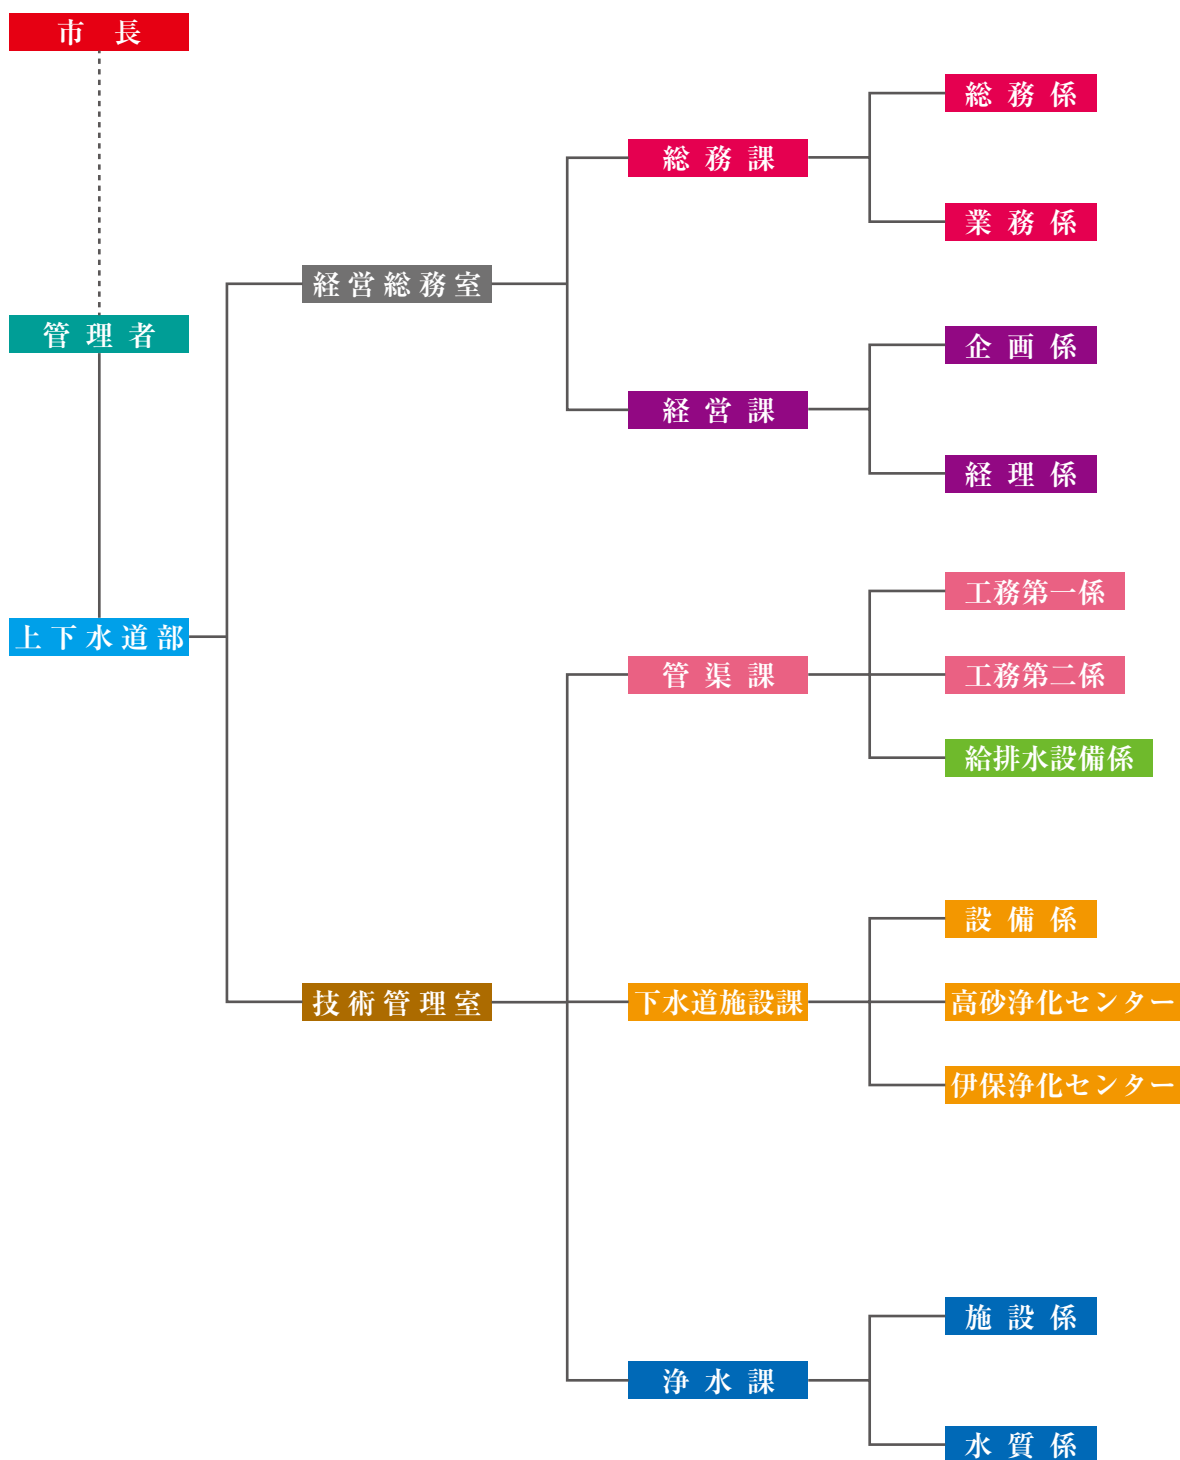 市長
管理者
上下水道部
経営総務室
総務課
総務係
業務係
経営課
企画係
経理係
技術管理室
管渠課
工務第一係
工務第二係
給排水設備係
下水道施設課
設備係
高砂浄化センター
伊保浄化センター
浄水課
施設係
水質係